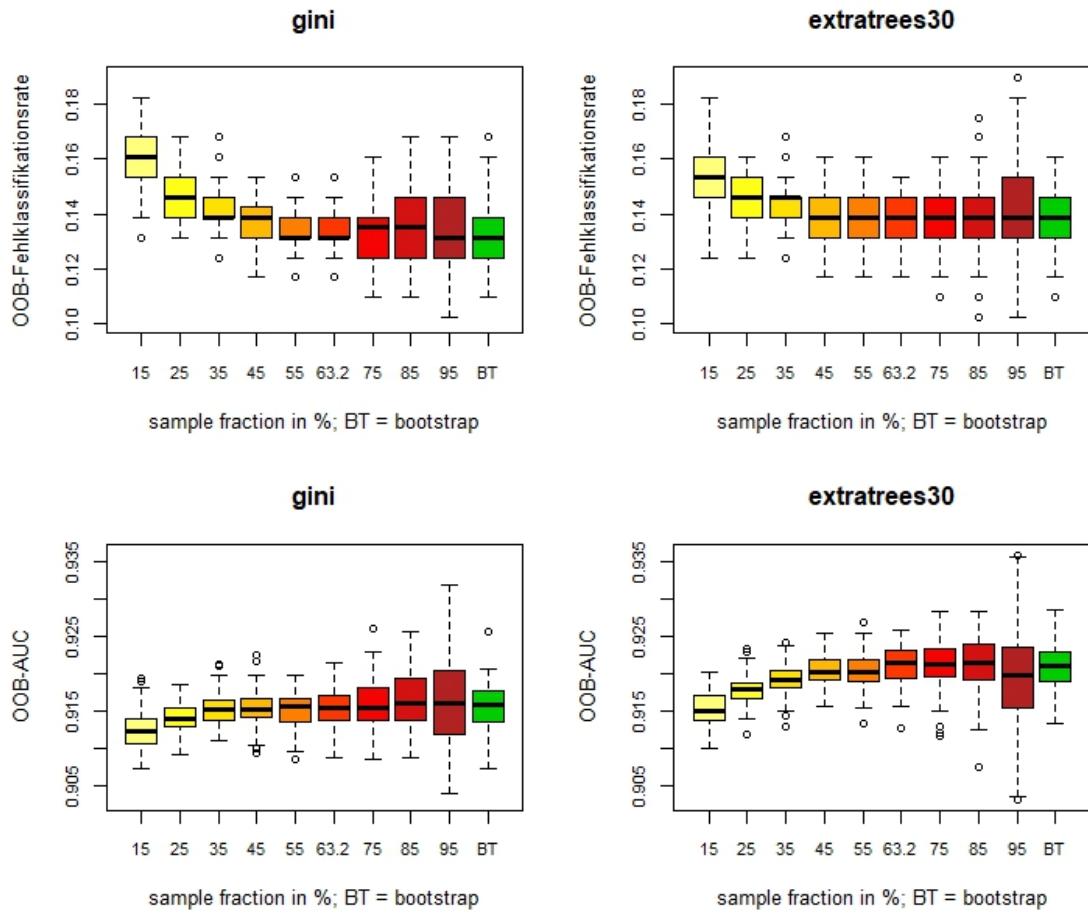 gini
OOB-Fehlklassifikationsrate
0.18
0.16
0.14
0.12
0.10
15 25 35 45 55 63.2 75 85 95 BT
sample fraction in %; BT = bootstrap
extratrees30
OOB-Fehlklassifikationsrate
0.18
0.16
0.14
0.12
0.10
15 25 35 45 55 63.2 75 85 95 BT
sample fraction in %; BT = bootstrap
gini
OOB-AUC
0.935
0.925
0.915
0.905
15 25 35 45 55 63.2 75 85 95 BT
sample fraction in %; BT = bootstrap
extratrees30
OOB-AUC
0.935
0.925
0.915
0.905
15 25 35 45 55 63.2 75 85 95 BT
sample fraction in %; BT = bootstrap